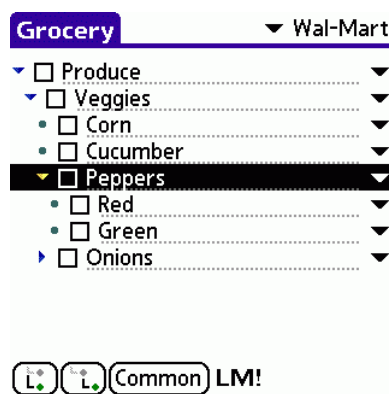 Grocery Wal-Mart
Produce
Veggies
Corn
Cucumber
Peppers
Red
Green
Onions
Common LM!